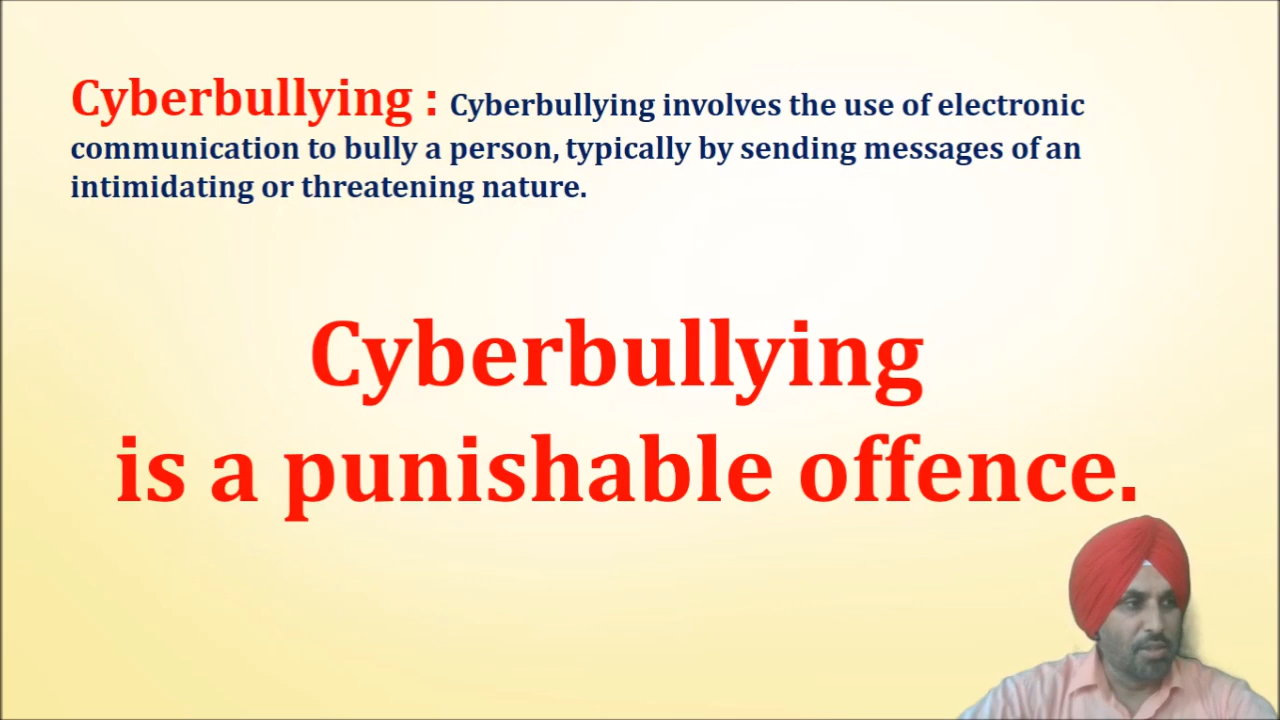 Cyberbullying : Cyberbullying involves the use of electronic
communication to bully a person, typically by sending messages of an
intimidating or threatening nature.
Cyberbullying
is a punishable offence.